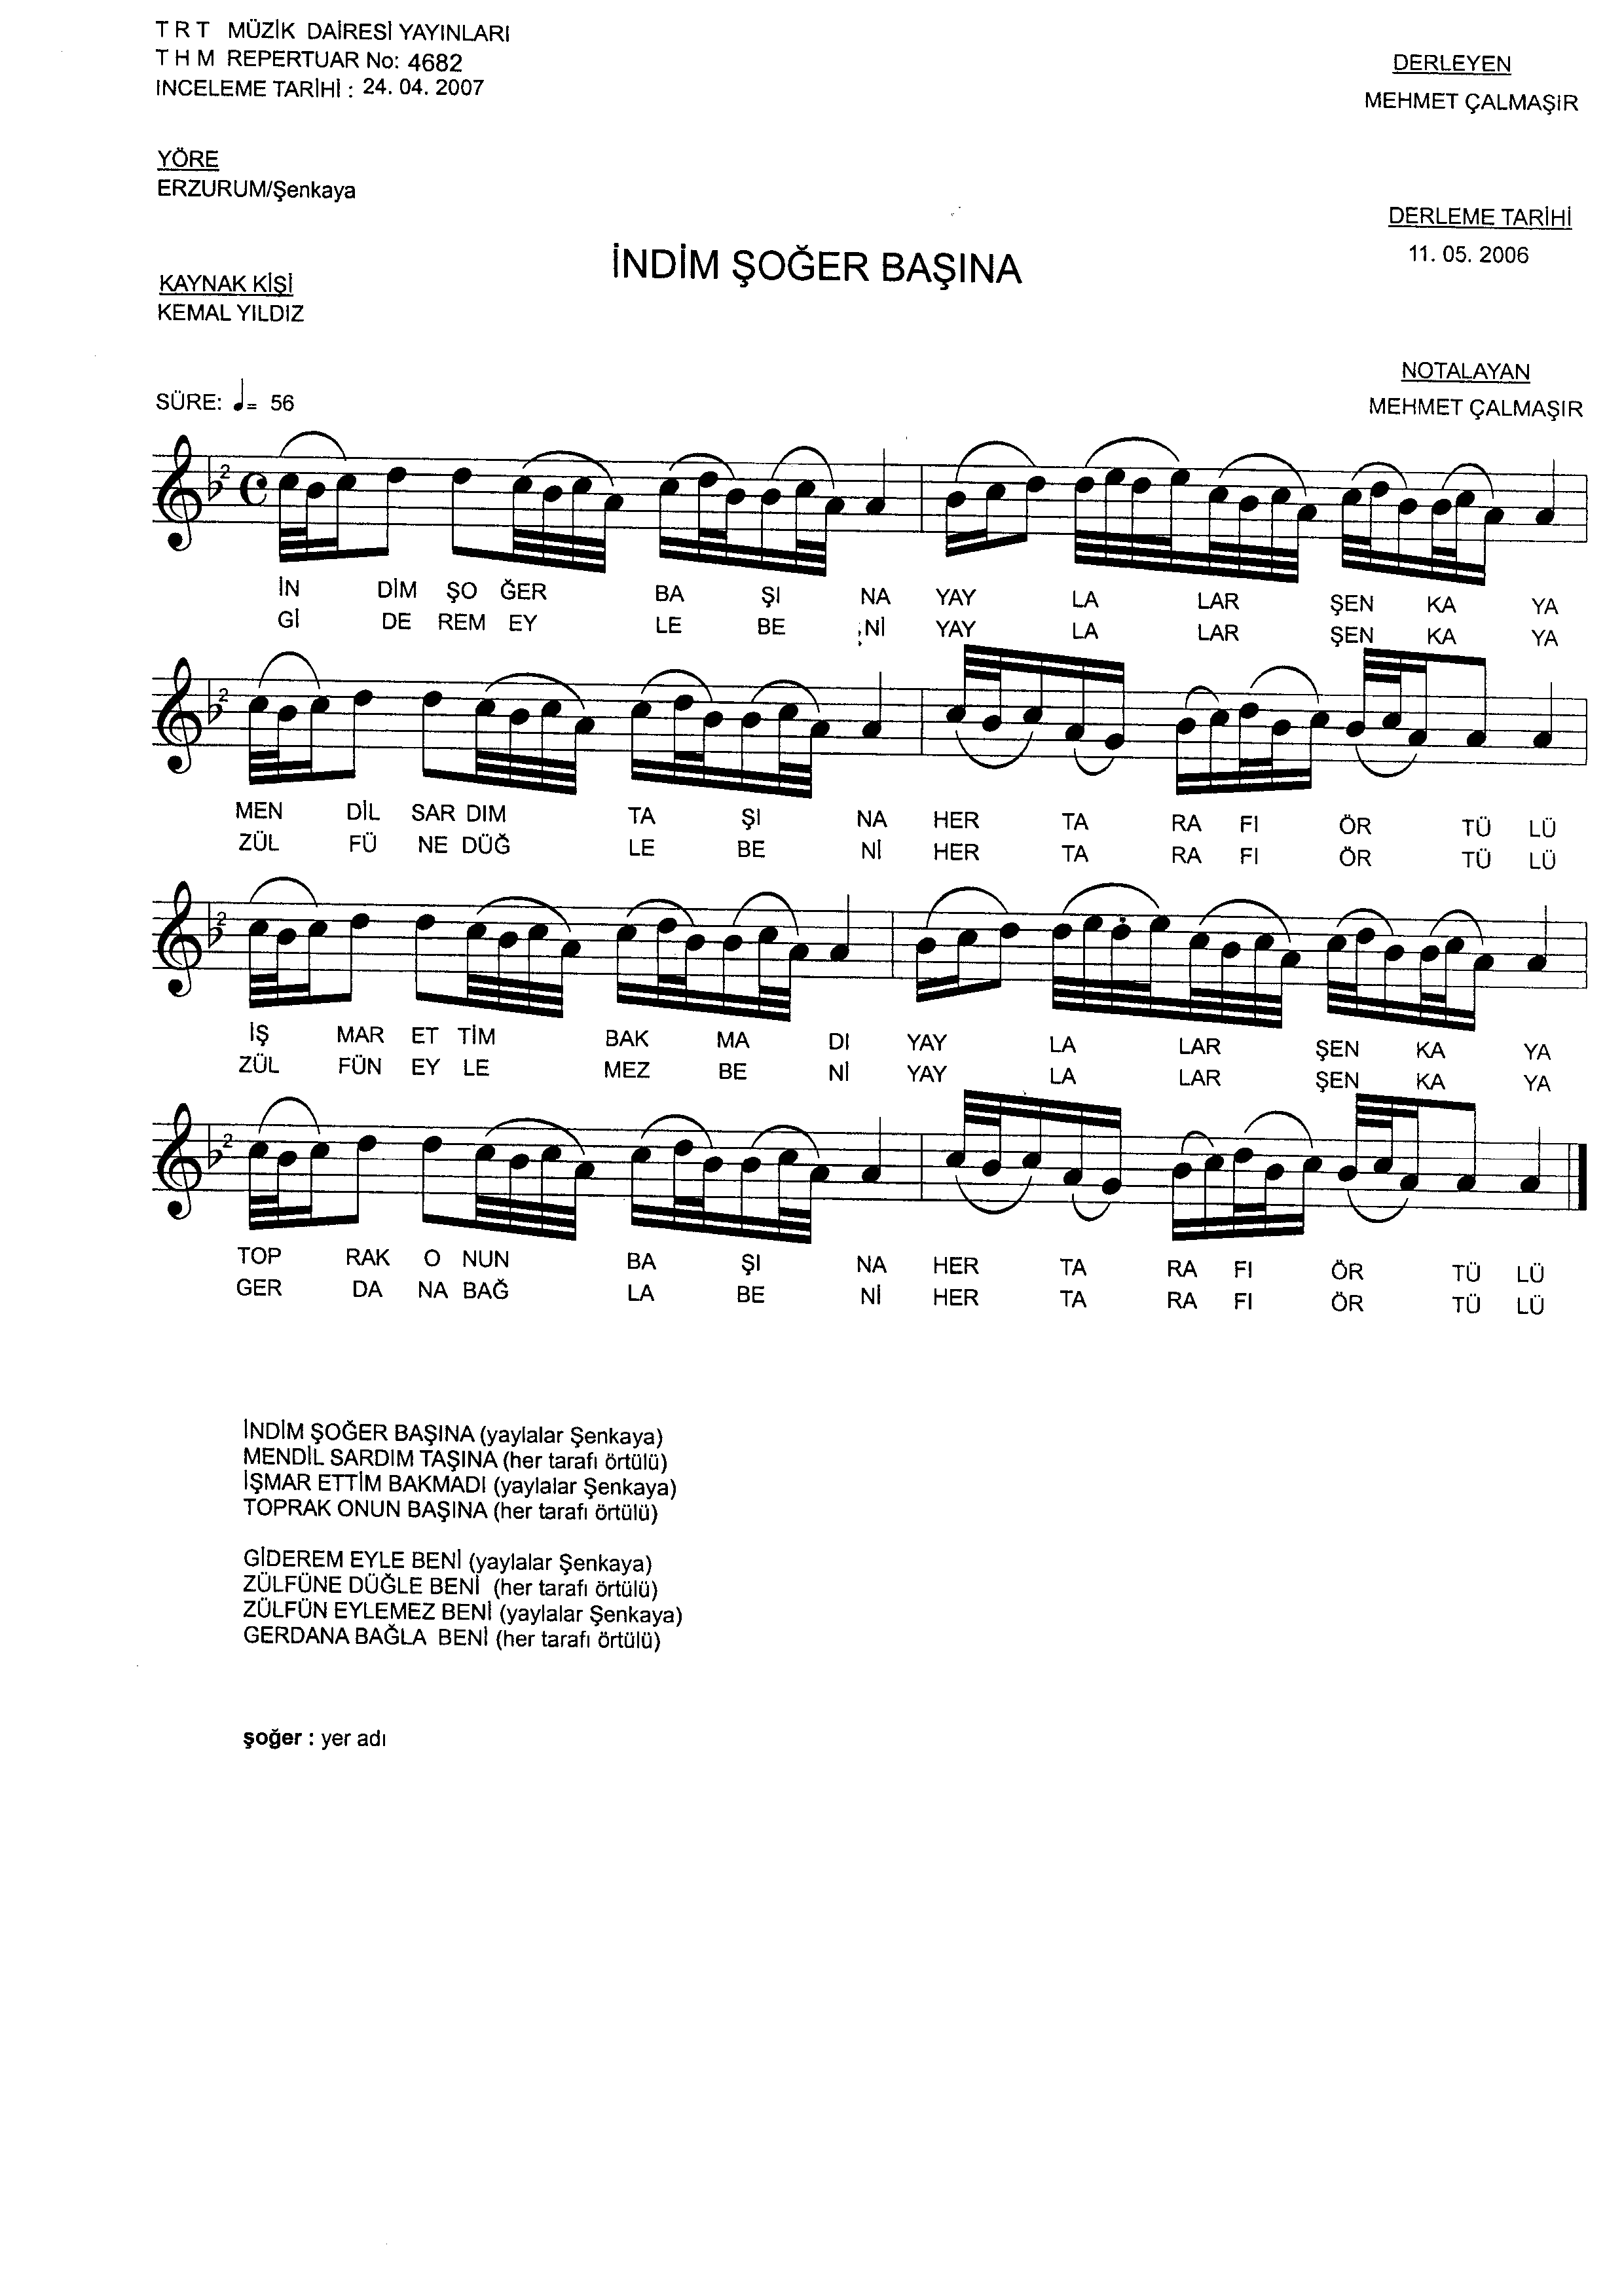 T R T MÜZİK DAİRESİ YAYINLARI
T H M REPERTUAR No: 4682
INCELEME TARİHİ : 24. 04. 2007
DERLEYEN
MEHMET ÇALMAŞIR
YÖRE
ERZURUM/Şenkaya
DERLEME TARİHİ
11. 05. 2006
İNDİM ŞOĞER BAŞINA
KAYNAK KİŞİ
KEMAL YILDIZ
NOTALAYAN
MEHMET ÇALMAŞIR
SÜRE: ♩= 56
2
İN DİM ŞO ĞER BA ŞI NA YAY LA LAR ŞEN KA YA
Gİ DE REM EY LE BE Nİ YAY LA LAR ŞEN KA YA
2
MEN DİL SAR DIM TA ŞI NA HER TA RA FI ÖR TÜ LÜ
ZÜL FÜ NE DÜĞ LE BE Nİ HER TA RA FI ÖR TÜ LÜ
2
İŞ MAR ET TİM BAK MA DI YAY LA LAR ŞEN KA YA
ZÜL FÜN EY LE MEZ BE Nİ YAY LA LAR ŞEN KA YA
2
TOP RAK O NUN BA ŞI NA HER TA RA FI ÖR TÜ LÜ
GER DA NA BAĞ LA BE Nİ HER TA RA FI ÖR TÜ LÜ
İNDİM ŞOĞER BAŞINA (yaylalar Şenkaya)
MENDİL SARDIM TAŞINA (her tarafı örtülü)
İŞMAR ETTİM BAKMADI (yaylalar Şenkaya)
TOPRAK ONUN BAŞINA (her tarafı örtülü)
GİDEREM EYLE BENİ (yaylalar Şenkaya)
ZÜLFÜNE DÜĞLE BENİ (her tarafı örtülü)
ZÜLFÜN EYLEMEZ BENİ (yaylalar Şenkaya)
GERDANA BAĞLA BENİ (her tarafı örtülü)
şoğer : yer adı